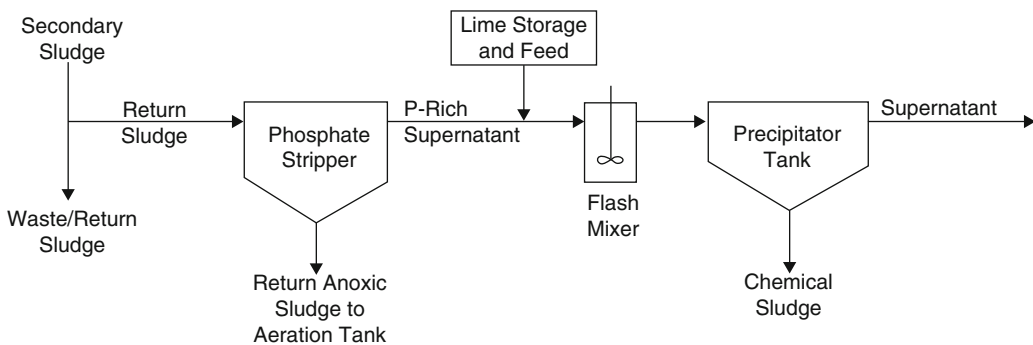 Secondary
Sludge
Lime Storage
and Feed
Return
Sludge
P-Rich
Supernatant
Supernatant
Phosphate
Stripper
Precipitator
Tank
Flash
Mixer
Waste/Return
Sludge
Return Anoxic
Sludge to
Aeration Tank
Chemical
Sludge